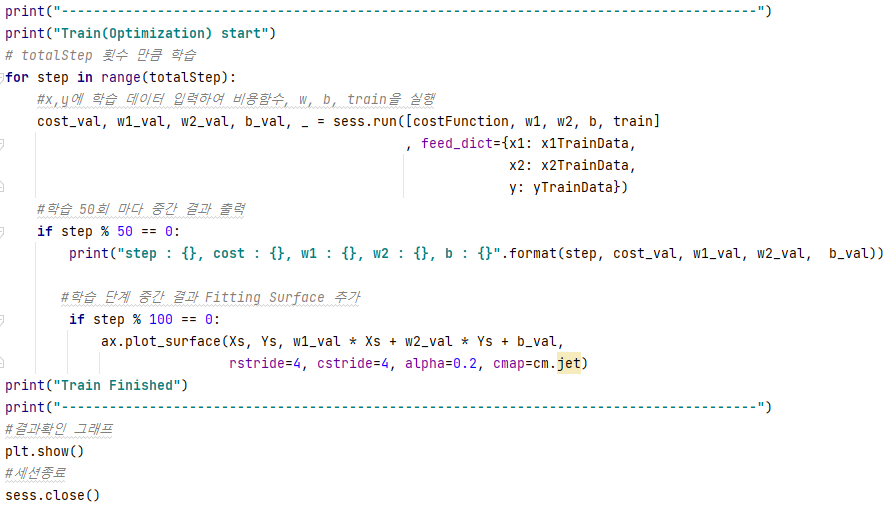 print("---------------------------------------------------------------------------------------")
print("Train(Optimization) start")
# totalStep 횟수 만큼 학습
for step in range(totalStep):
    #x,y에 학습 데이터 입력하여 비용함수, w, b, train을 실행
    cost_val, w1_val, w2_val, b_val, _ = sess.run([costFunction, w1, w2, b, train]
                                                  , feed_dict={x1: x1TrainData,
                                                               x2: x2TrainData,
                                                               y: yTrainData})
    #학습 50회 마다 중간 결과 출력
    if step % 50 == 0:
        print("step : {}, cost : {}, w1 : {}, w2 : {}, b : {}".format(step, cost_val, w1_val, w2_val,  b_val))
       #학습 단계 중간 결과 Fitting Surface 추가
        if step % 100 == 0:
            ax.plot_surface(Xs, Ys, w1_val * Xs + w2_val * Ys + b_val,
                            rstride=4, cstride=4, alpha=0.2, cmap=cm.jet)
print("Train Finished")
print("---------------------------------------------------------------------------------------")
#결과확인 그래프
plt.show()
#세션종료
sess.close()